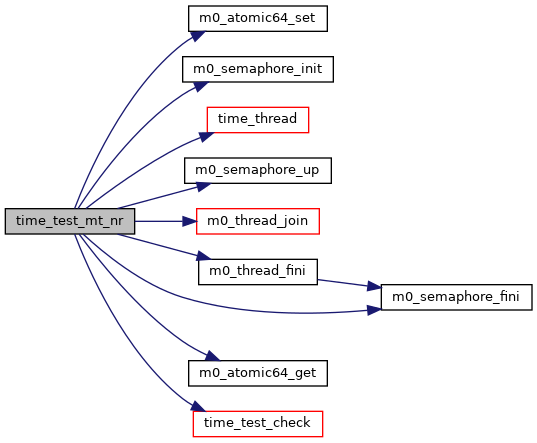 m0_atomic64_set
m0_semaphore_init
time_thread
m0_semaphore_up
time_test_mt_nr
m0_thread_join
m0_thread_fini
m0_semaphore_fini
m0_atomic64_get
time_test_check